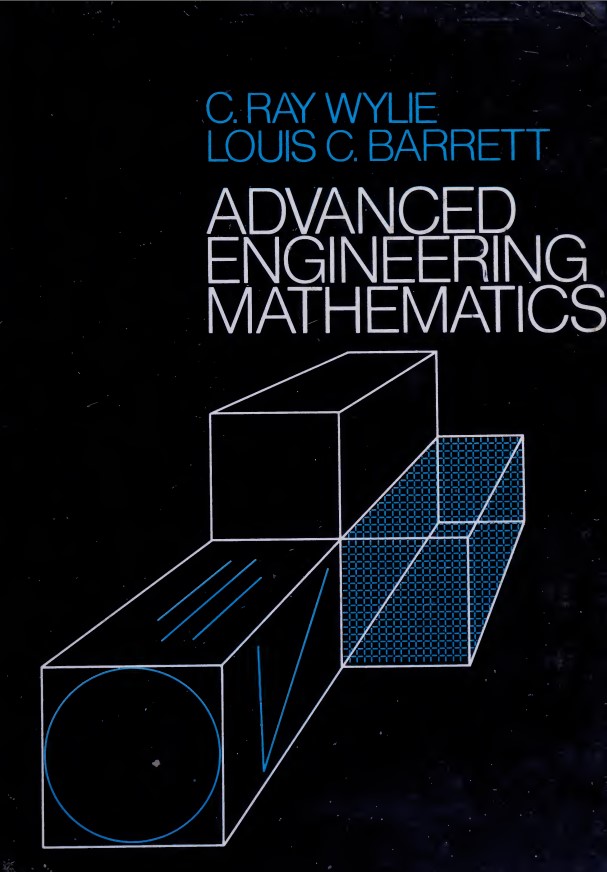 C. RAY WYLIE
LOUIS C. BARRETT
ADVANCED
ENGINEERING
MATHEMATICS